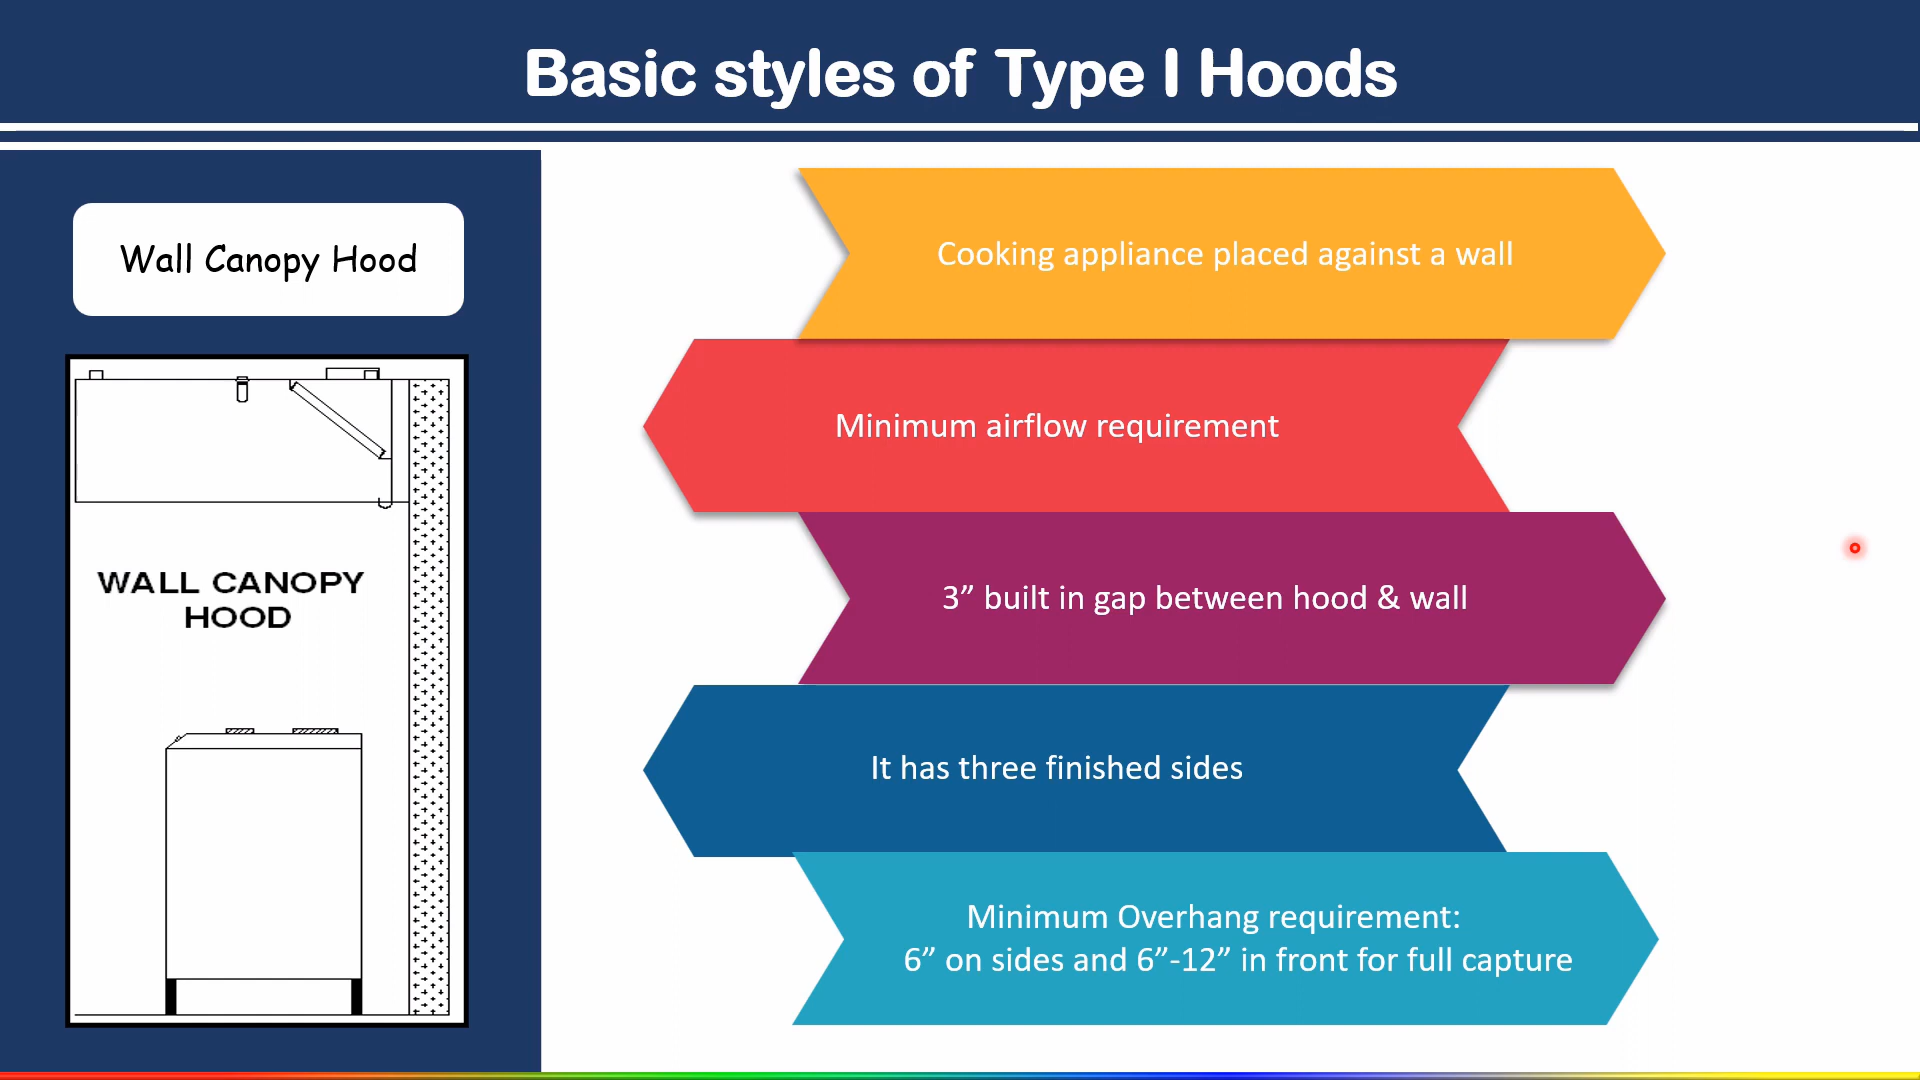 Basic styles of Type I Hoods
Wall Canopy Hood
WALL CANOPY
HOOD
Cooking appliance placed against a wall
Minimum airflow requirement
3” built in gap between hood & wall
It has three finished sides
Minimum Overhang requirement:
6” on sides and 6”-12” in front for full capture